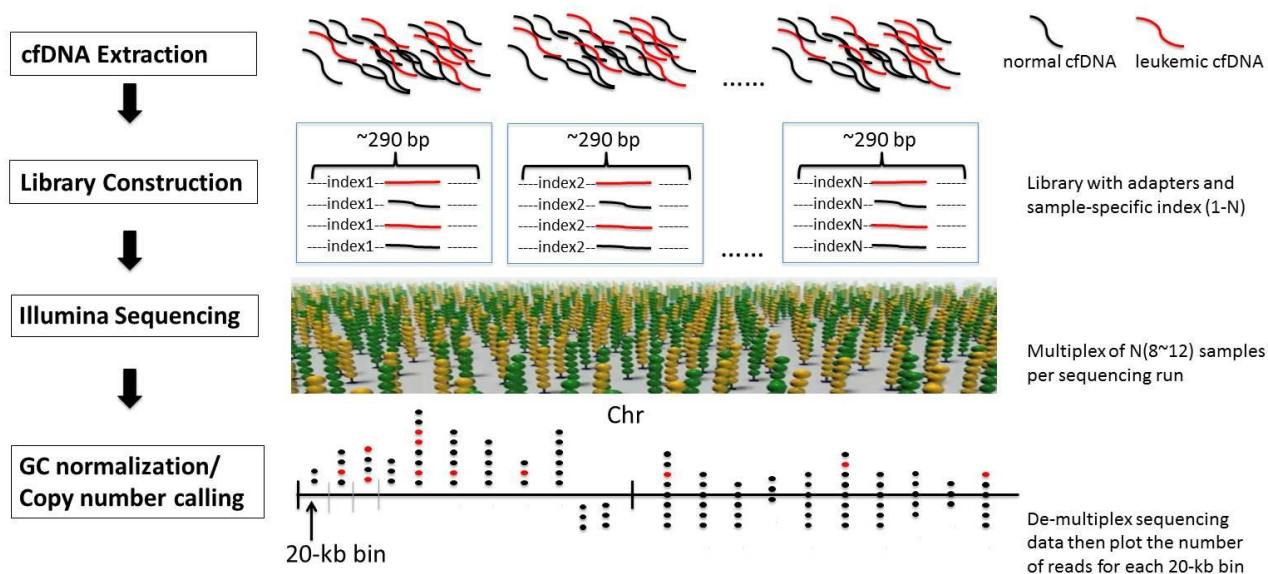 cfDNA Extraction
......
normal cfDNA
leukemic cfDNA
~290 bp
~290 bp
~290 bp
Library Construction
----index1--
------
----index1--
------
----index1--
------
----index1--
------
----index2--
------
----index2--
------
----index2--
------
----index2--
------
......
----indexN--
------
----indexN--
------
----indexN--
------
----indexN--
------
Library with adapters and
sample-specific index (1-N)
Illumina Sequencing
Multiplex of N(8~12) samples
per sequencing run
Chr
GC normalization/
Copy number calling
20-kb bin
De-multiplex sequencing
data then plot the number
of reads for each 20-kb bin